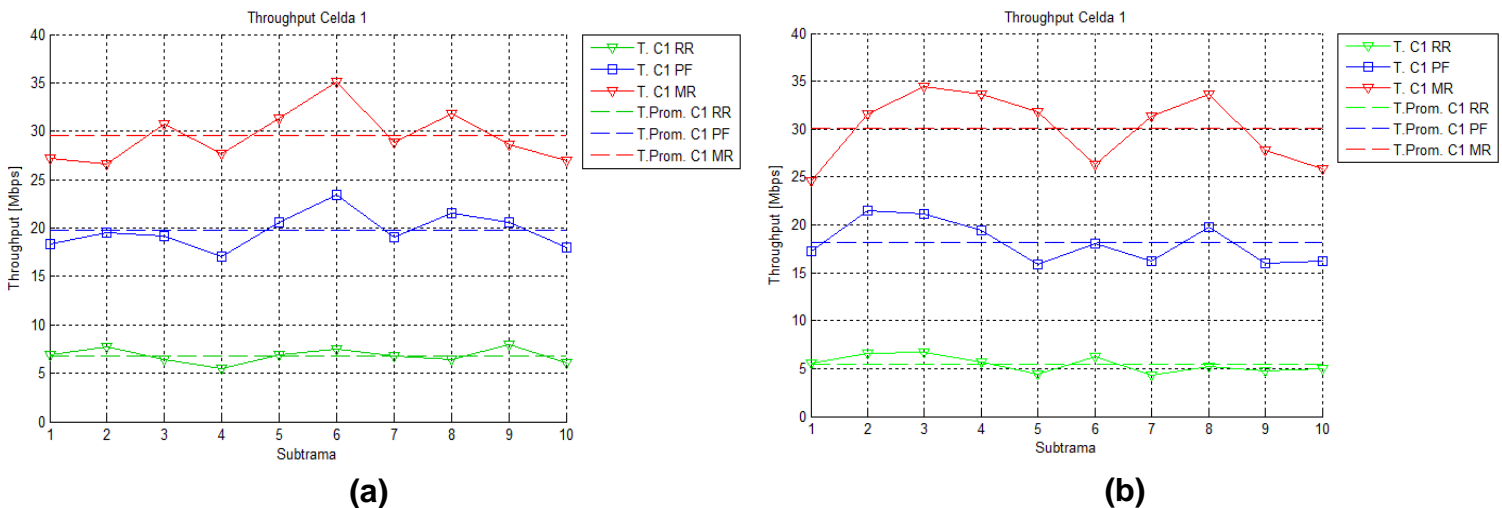 Throughput Celda 1
40
35
30
25
20
15
10
5
0
Throughput [Mbps]
1 2 3 4 5 6 7 8 9 10
Subtrama
T. C1 RR
T. C1 PF
T. C1 MR
T.Prom. C1 RR
T.Prom. C1 PF
T.Prom. C1 MR
(a)
Throughput Celda 1
40
35
30
25
20
15
10
5
0
Throughput [Mbps]
1 2 3 4 5 6 7 8 9 10
Subtrama
T. C1 RR
T. C1 PF
T. C1 MR
T.Prom. C1 RR
T.Prom. C1 PF
T.Prom. C1 MR
(b)